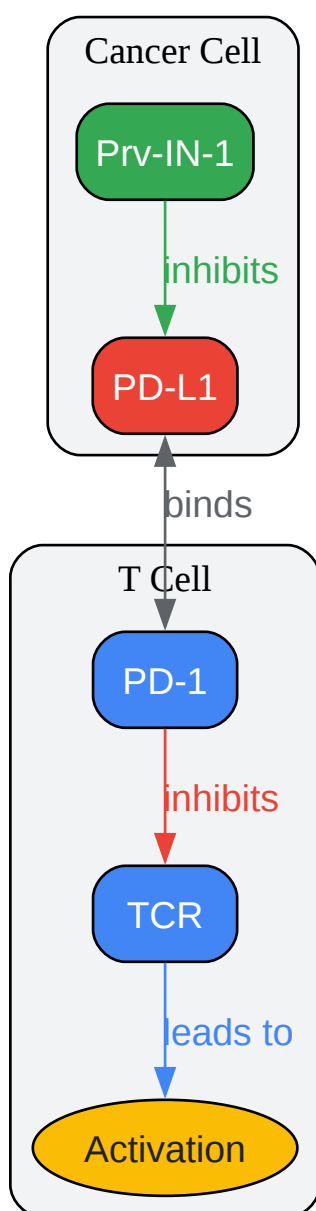 Cancer Cell
Prv-IN-1
inhibits
PD-L1
binds
T Cell
PD-1
inhibits
TCR
leads to
Activation